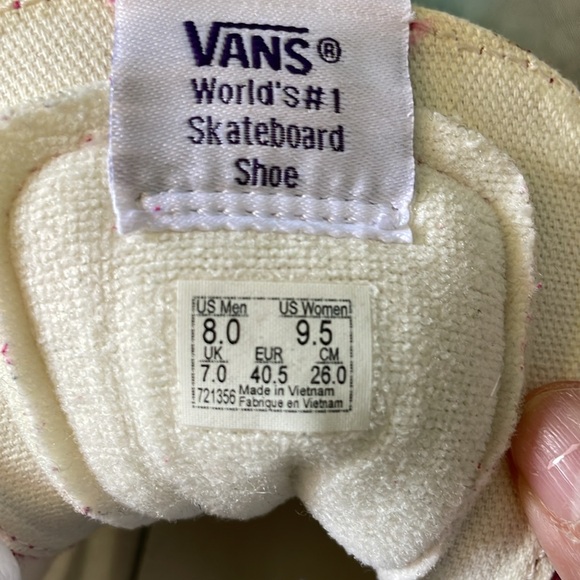 VANS®
World's#1
Skateboard
Shoe
US Men US Women
8.0 9.5
UK EUR CM
7.0 40.5 26.0
721356 Made in Vietnam
Fabrique en Vietnam